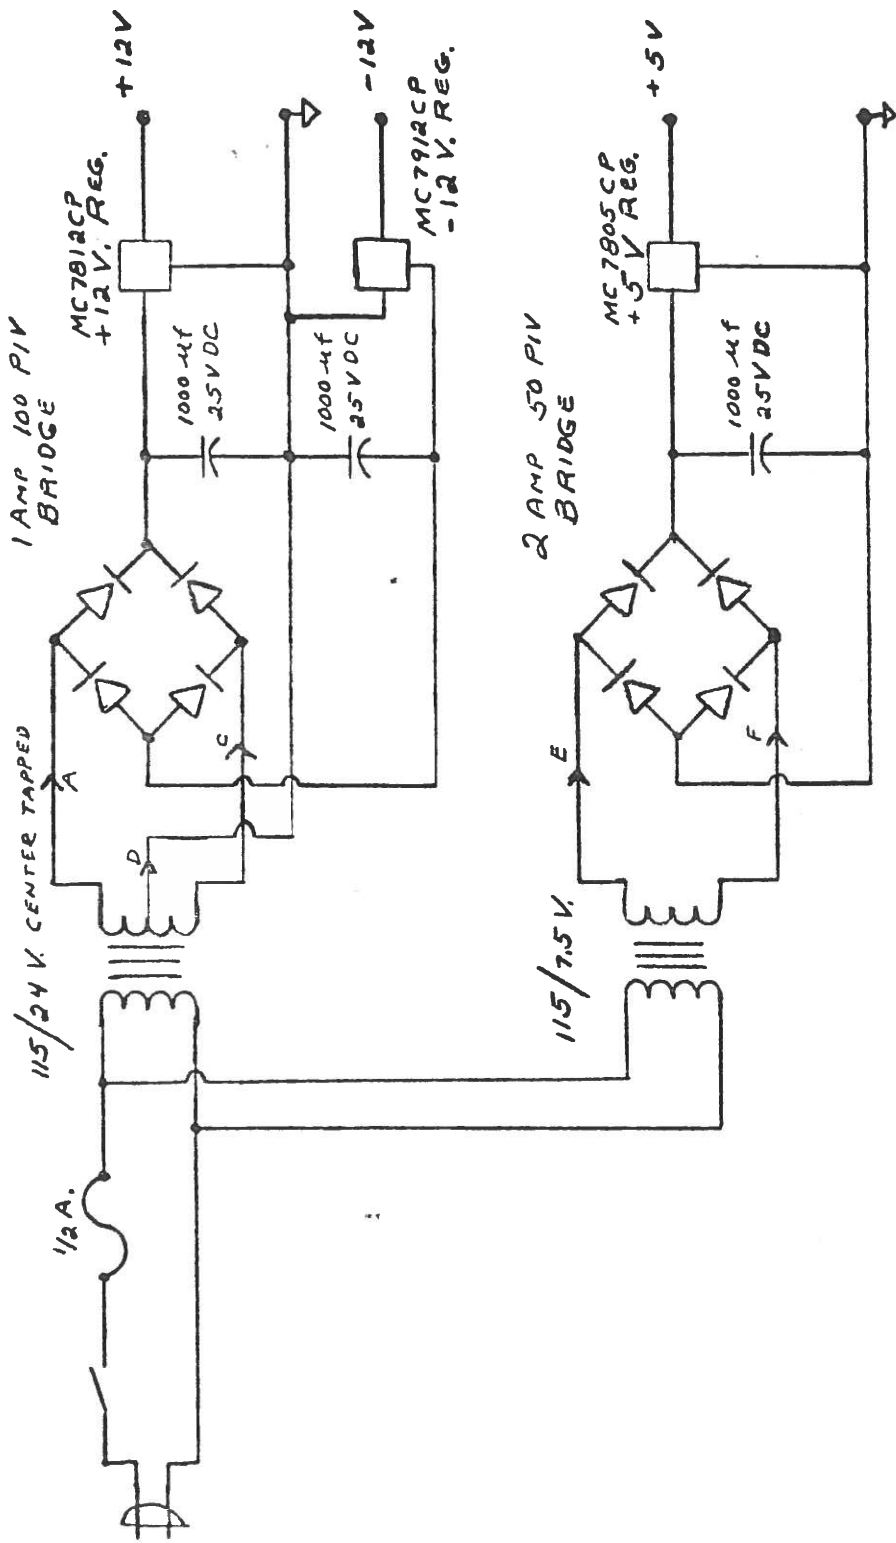 1 AMP 100 PIV
BRIDGE
MC7812CP
+12V. REG.
+12V
1000 μf
25VDC
1000 μf
25VDC
-12V
MC7912CP
-12V. REG.
115/24 V. CENTER TAPPED
A
D
C
1/2 A.
2 AMP 50 PIV
BRIDGE
MC7805CP
+5V REG.
+5V
1000 μf
25VDC
115/7.5V.
E
F